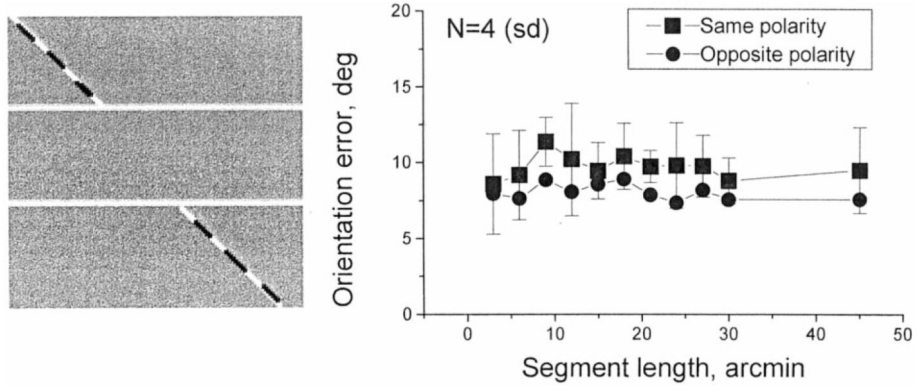 N=4 (sd)
Same polarity
Opposite polarity
Orientation error, deg
20
15
10
5
0
0
10
20
30
40
50
Segment length, arcmin